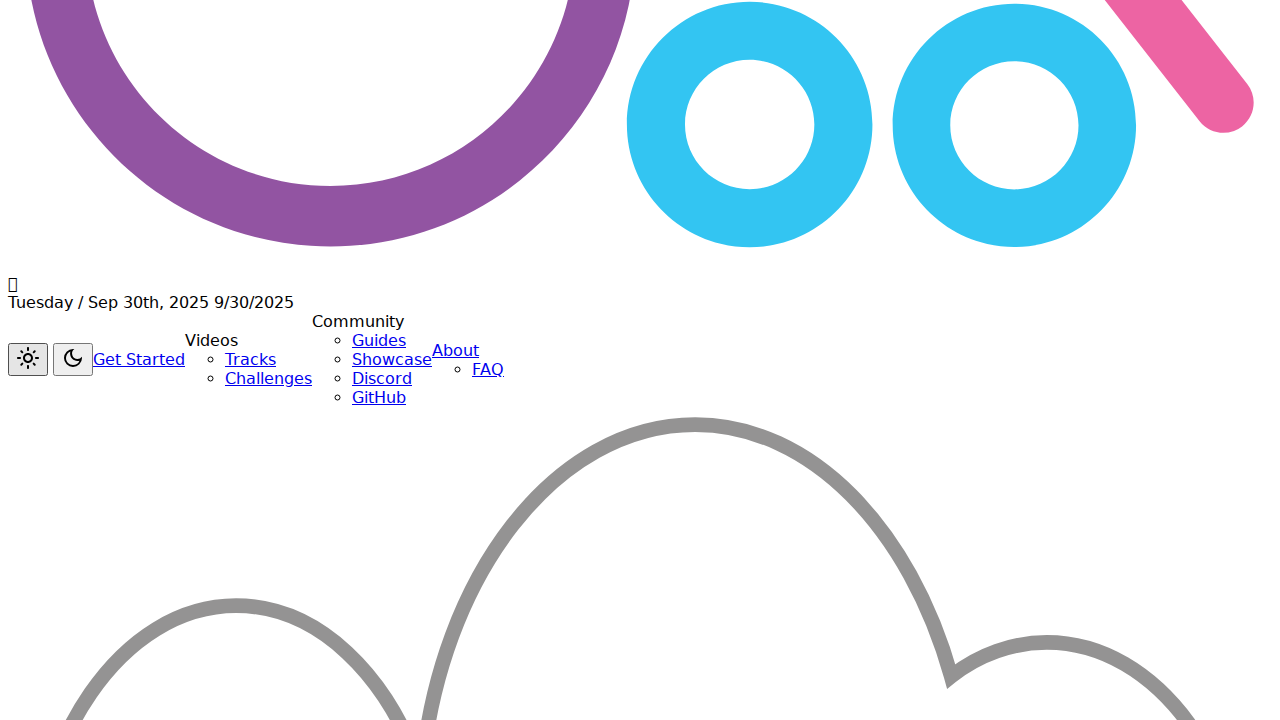 Tuesday / Sep 30th, 2025 9/30/2025
Get Started
Videos
Tracks
Challenges
Community
Guides
Showcase
Discord
GitHub
About
FAQ